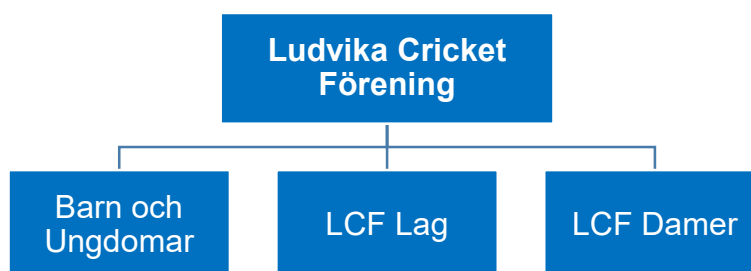 Ludvika Cricket
Förening
Barn och
Ungdomar
LCF Lag
LCF Damer